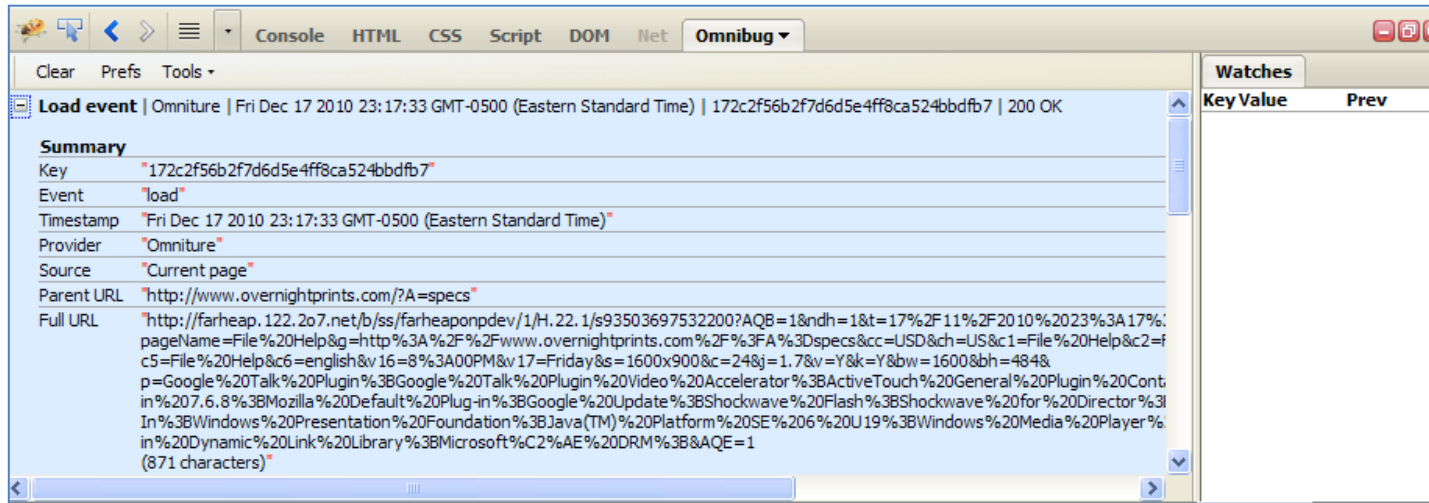 Console HTML CSS Script DOM Net Omnibug
Clear Prefs Tools
Watches
Key Value Prev
Load event | Omniture | Fri Dec 17 2010 23:17:33 GMT-0500 (Eastern Standard Time) | 172c2f56b2f7d6d5e4ff8ca524bbdfb7 | 200 OK
Summary
Key "172c2f56b2f7d6d5e4ff8ca524bbdfb7"
Event "load"
Timestamp "Fri Dec 17 2010 23:17:33 GMT-0500 (Eastern Standard Time)"
Provider "Omniture"
Source "Current page"
Parent URL "http://www.overnightprints.com/?A=specs"
Full URL "http://farheap.122.2o7.net/b/ss/farheaponpdev/1/H.22.1/s93503697532200?AQB=1&ndh=1&t=17%2F11%2F2010%2023%3A17%
pageName=File%20Help&g=http%3A%2F%2Fwww.overnightprints.com%2F%3FA%3Dspecs&cc=USD&ch=US&c1=File%20Help&c2=F
c5=File%20Help&c6=english&v16=8%3A00PM&v17=Friday&s=1600x900&c=24&j=1.7&v=Y&k=Y&bw=1600&bh=484&
p=Google%20Talk%20Plugin%3BGoogle%20Talk%20Plugin%20Video%20Accelerator%3BActiveTouch%20General%20Plugin%20Cont
in%207.6.8%3BMozilla%20Default%20Plug-in%3BGoogle%20Update%3BShockwave%20Flash%3BShockwave%20for%20Director%3
In%3BWindows%20Presentation%20Foundation%3BJava(TM)%20Platform%20SE%206%20U19%3BWindows%20Media%20Player%
in%20Dynamic%20Link%20Library%3BMicrosoft%C2%AE%20DRM%3B&AQE=1
(871 characters)"